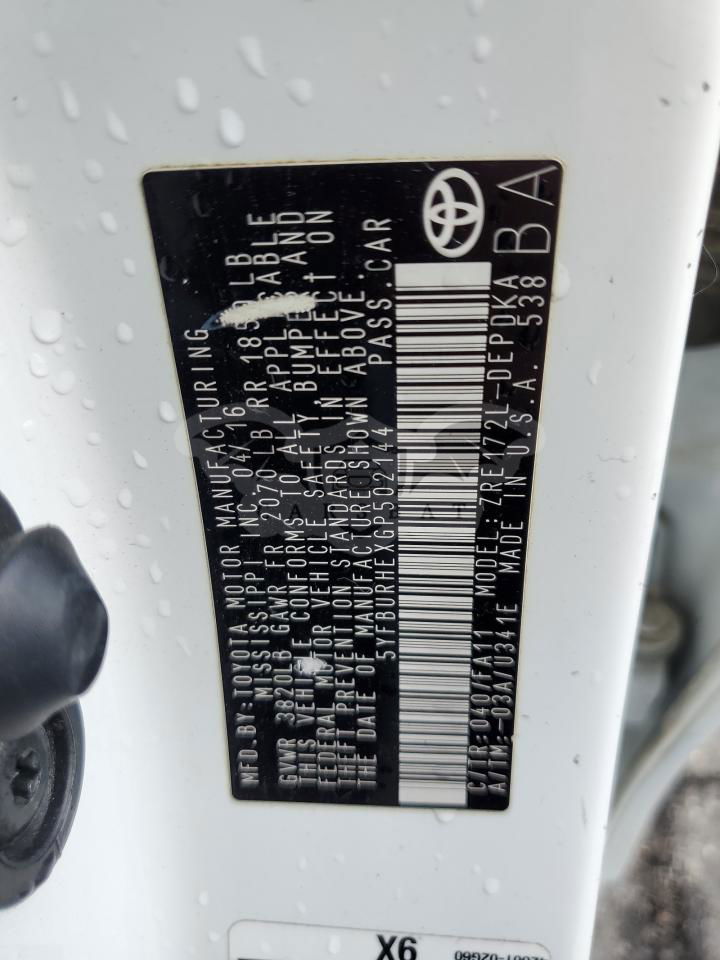 MFD. BY: TOYOTA MOTOR MANUFACTURING
MISSISSIPPI INC. 04/16
GVWR 3820LB GAWR FR 2070 LB RR LB
THIS VEHICLE CONFORMS TO ALL APPLICABLE
FEDERAL MOTOR VEHICLE SAFETY, BUMPER AND
THEFT PREVENTION STANDARDS IN EFFECT ON
THE DATE OF MANUFACTURE SHOWN ABOVE.
5YFBURHEXGP502144 PASS. CAR
C/TR: 040/FA11 MODEL: ZRE172L-DEPDKA
A/TM: -03A/U341E MADE IN U.S.A. 538
BA
9X